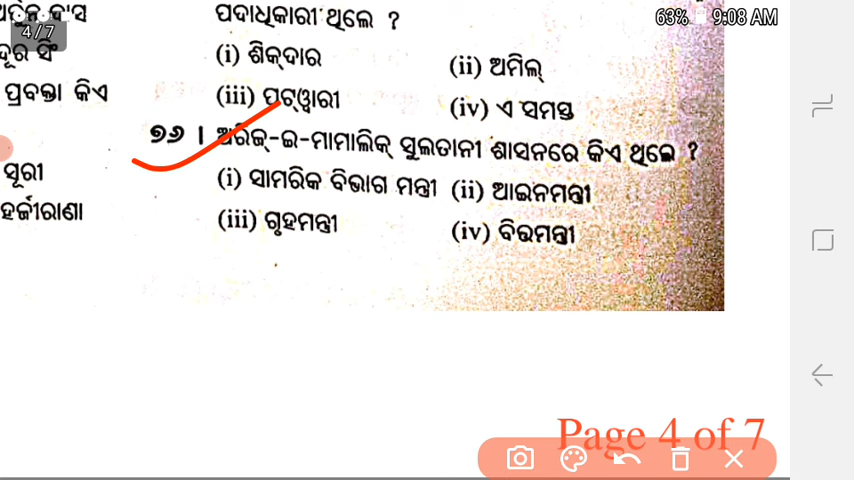 4/7
63% 9:08 AM
ପଦାଧିକାରୀ ଥିଲେ ?
(i) ଶିକ୍‌ଦାର (ii) ଅମିଲ୍
ପ୍ରବକ୍ତା କିଏ
(iii) ପଟ୍‌ୱାରୀ (iv) ଏ ସମସ୍ତ
୭୬ । ଅରିଜ୍-ଇ-ମାମାଲିକ୍ ସୁଲତାନୀ ଶାସନରେ କିଏ ଥିଲେ ?
ସୂରୀ
(i) ସାମରିକ ବିଭାଗ ମନ୍ତ୍ରୀ (ii) ଆଇନମନ୍ତ୍ରୀ
(iii) ଗୃହମନ୍ତ୍ରୀ (iv) ବିତ୍ତମନ୍ତ୍ରୀ
Page 4 of 7